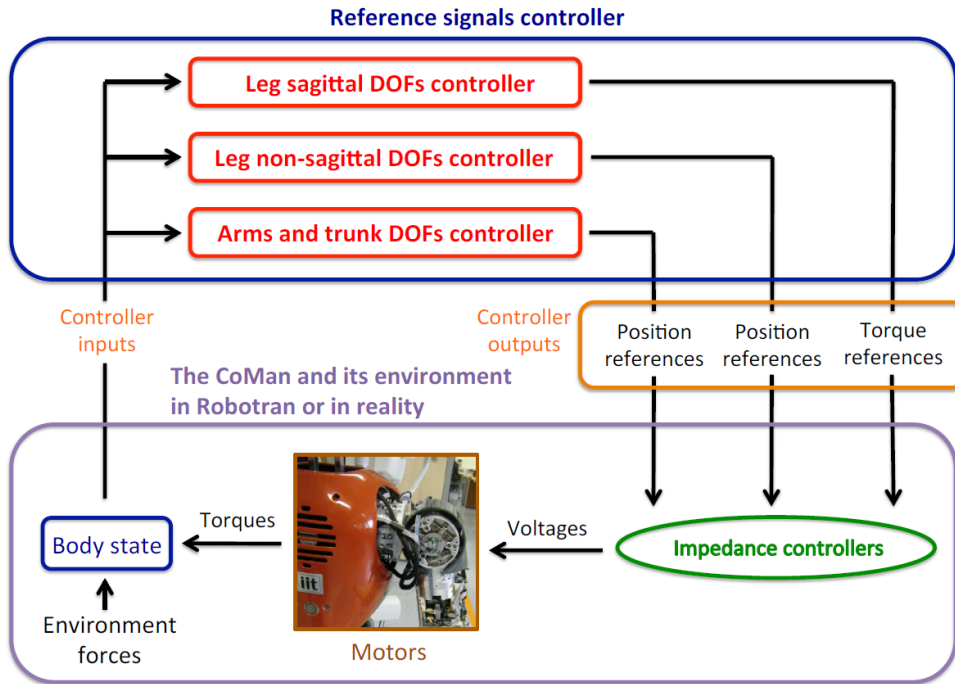 Reference signals controller
Leg sagittal DOFs controller
Leg non-sagittal DOFs controller
Arms and trunk DOFs controller
Controller
inputs
Controller
outputs
Position
references
Position
references
Torque
references
The CoMan and its environment
in Robotran or in reality
Body state
Torques
iit
Voltages
Impedance controllers
Environment
forces
Motors